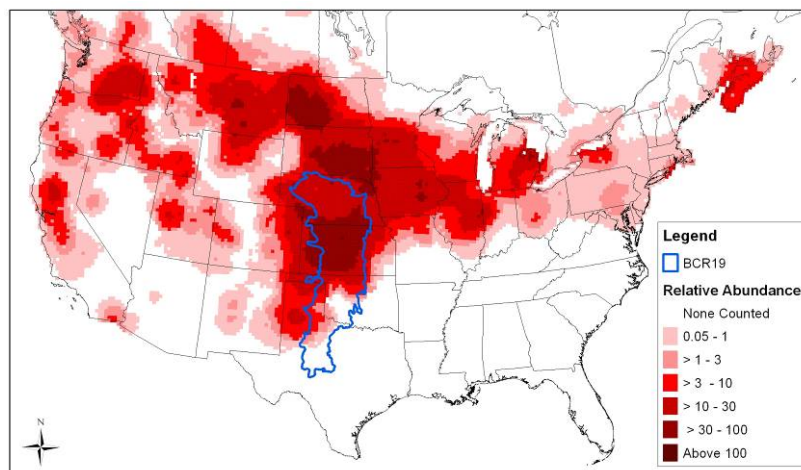 N
Legend
BCR19
Relative Abundance
None Counted
0.05 - 1
> 1 - 3
> 3 - 10
> 10 - 30
> 30 - 100
Above 100